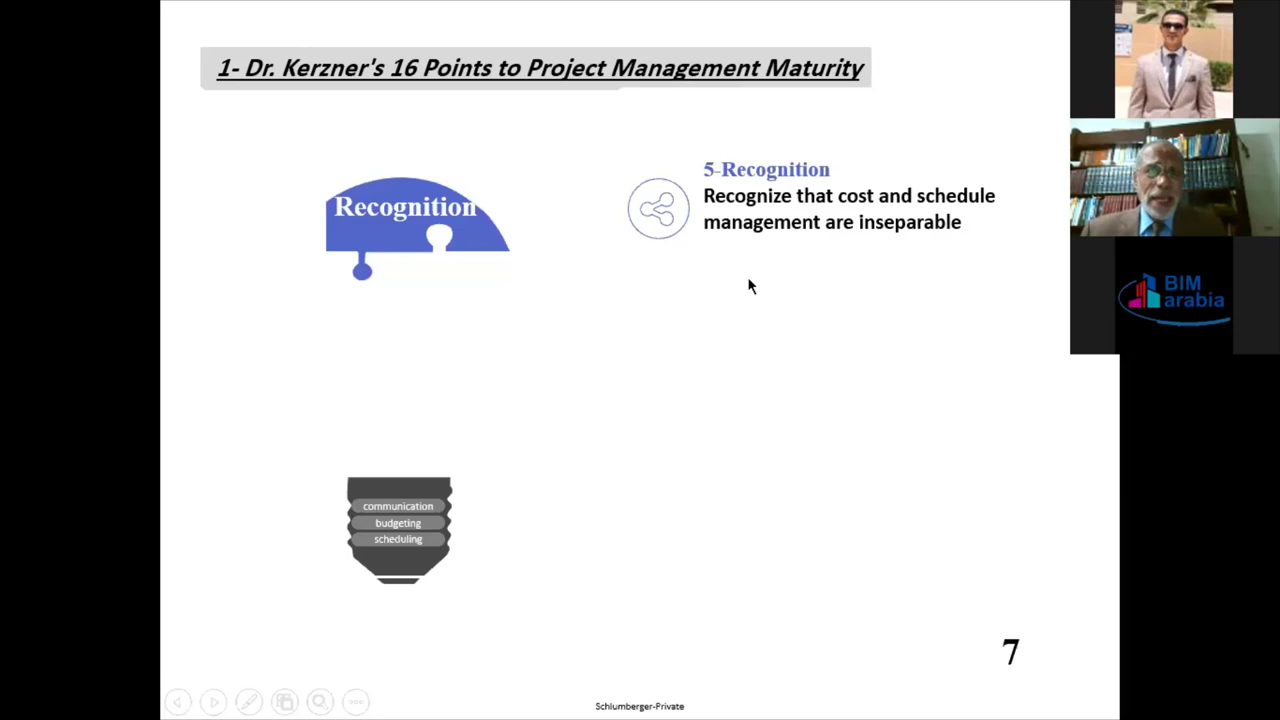 1- Dr. Kerzner's 16 Points to Project Management Maturity
Recognition
5-Recognition
Recognize that cost and schedule
management are inseparable
communication
budgeting
scheduling
7
Schlumberger-Private
BIM
arabia